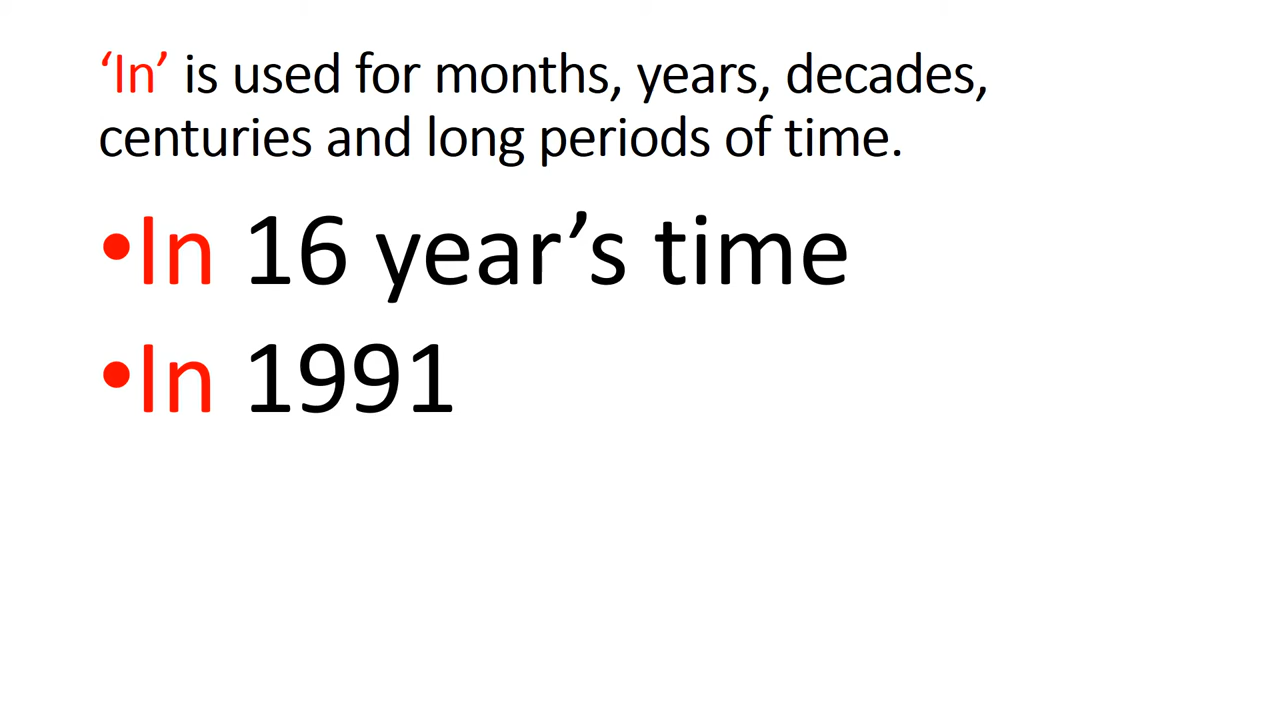 ‘In’ is used for months, years, decades,
centuries and long periods of time.
•In 16 year’s time
•In 1991